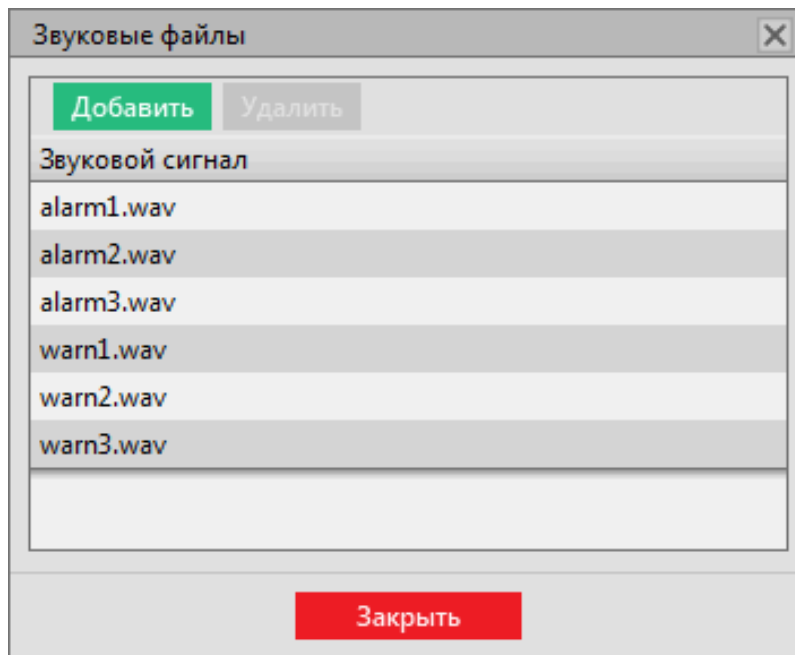 Звуковые файлы
Добавить Удалить
Звуковой сигнал
alarm1.wav
alarm2.wav
alarm3.wav
warn1.wav
warn2.wav
warn3.wav
Закрыть